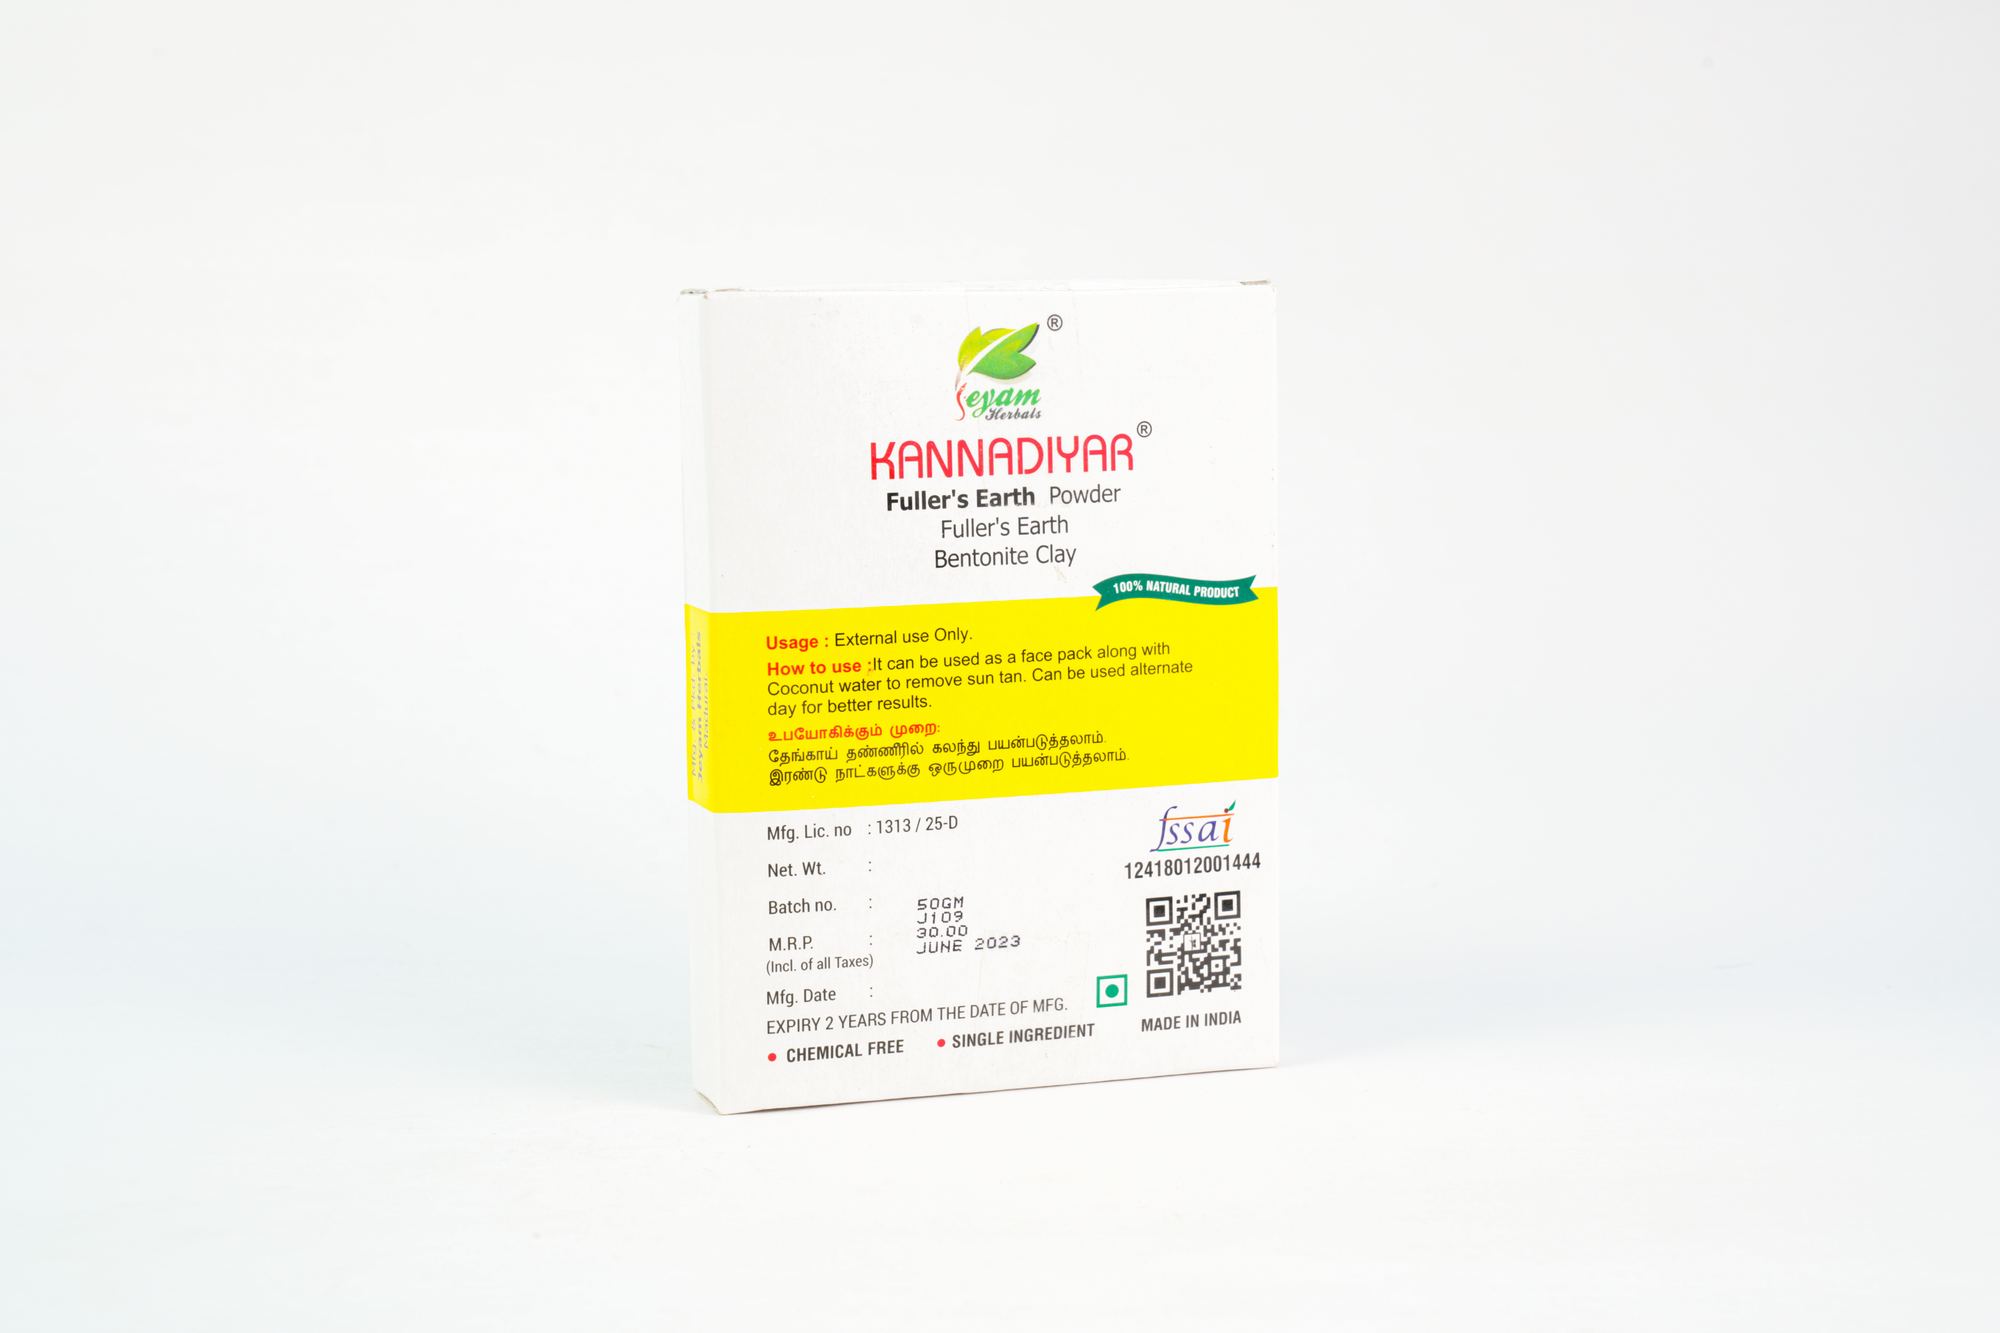 ®
Jeyam
Herbals
KANNADIYAR®
Fuller's Earth Powder
Fuller's Earth
Bentonite Clay
100% NATURAL PRODUCT
Usage : External use Only.
How to use :It can be used as a face pack along with
Coconut water to remove sun tan. Can be used alternate
day for better results.
உபயோகிக்கும் முறை:
தேங்காய் தண்ணீரில் கலந்து பயன்படுத்தலாம்.
இரண்டு நாட்களுக்கு ஒருமுறை பயன்படுத்தலாம்.
Mfg. Lic. no : 1313 / 25-D
Net. Wt. :
Batch no. :
M.R.P. :
(Incl. of all Taxes)
Mfg. Date :
50GM
J109
30.00
JUNE 2023
EXPIRY 2 YEARS FROM THE DATE OF MFG.
• CHEMICAL FREE • SINGLE INGREDIENT
fssai
12418012001444
MADE IN INDIA
Jeyam Herbals
Madurai